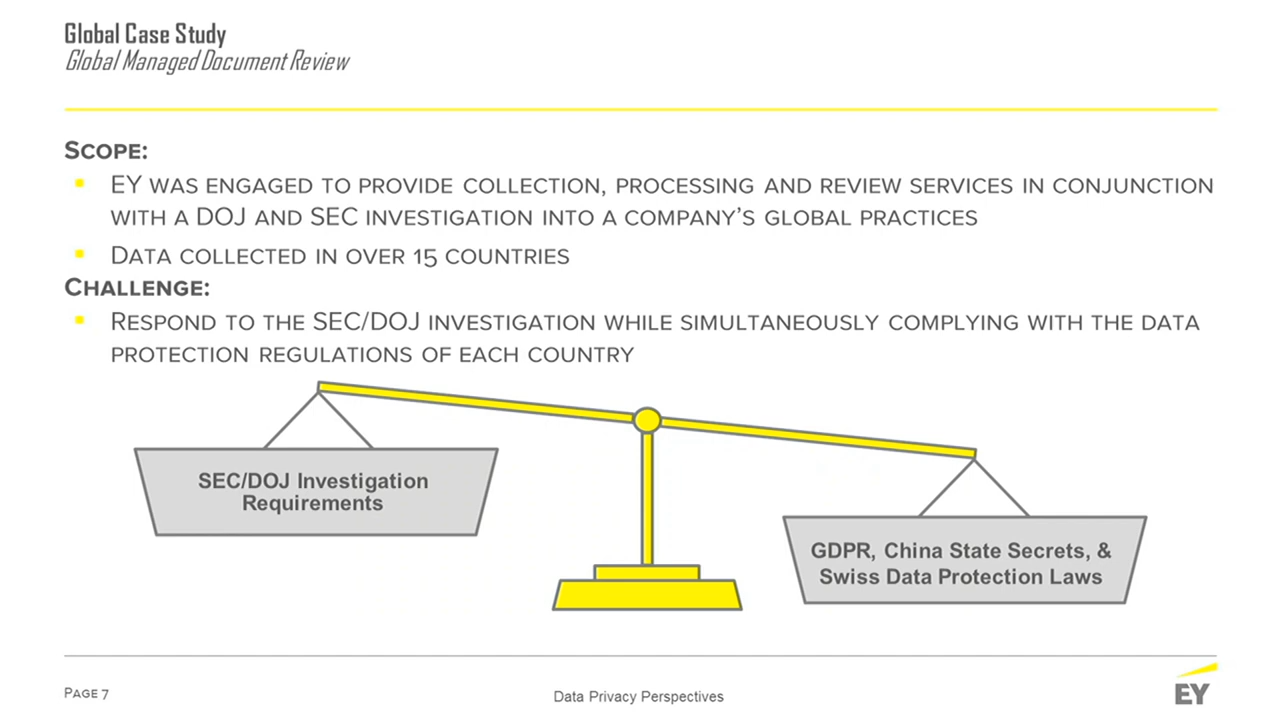 Global Case Study
Global Managed Document Review
Scope:
EY was engaged to provide collection, processing and review services in conjunction
with a DOJ and SEC investigation into a company's global practices
Data collected in over 15 countries
Challenge:
Respond to the SEC/DOJ investigation while simultaneously complying with the data
protection regulations of each country
SEC/DOJ Investigation
Requirements
GDPR, China State Secrets, &
Swiss Data Protection Laws
Page 7
Data Privacy Perspectives
EY